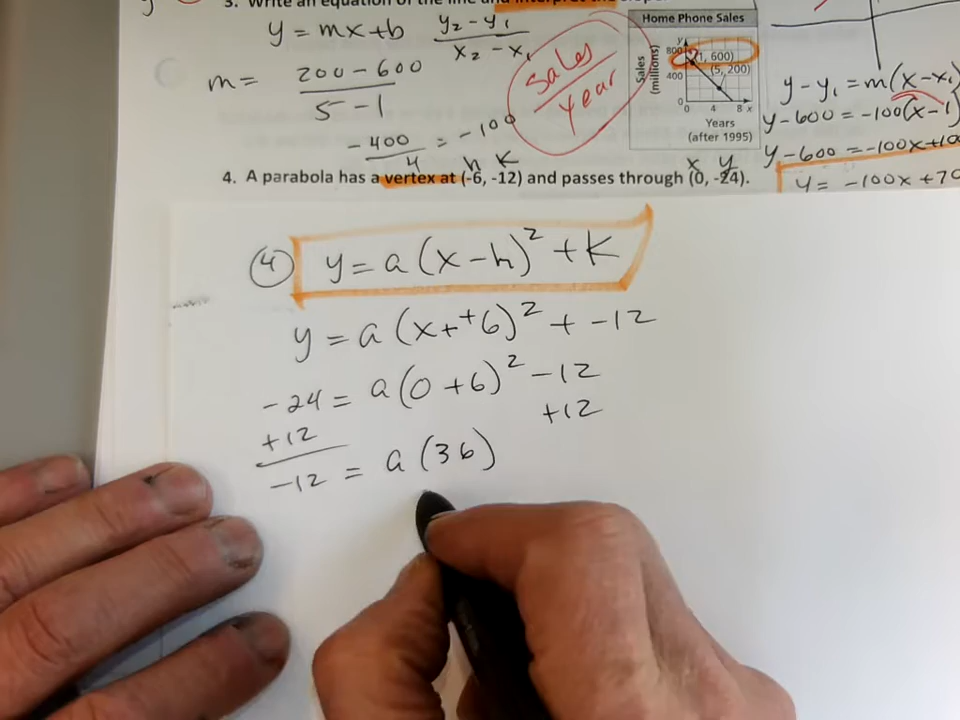 y = mx+b   y₂-y₁
x₂-x₁
m = 200-600
5-1
-400 = -100
4
Sales
Year
Home Phone Sales
Sales (millions)
y
800
(1, 600)
400
(5, 200)
0
0 4 8 x
Years
(after 1995)
y-y₁ = m(x-x₁
y-600 = -100(x-1)
y-600 = -100x+100
y = -100x+70
h k x y
4. A parabola has a vertex at (-6, -12) and passes through (0, -24).
④ y = a(x-h)² + k
y = a(x + +6)² + -12
-24 = a(0+6)² -12
+12 +12
-12 = a(36)